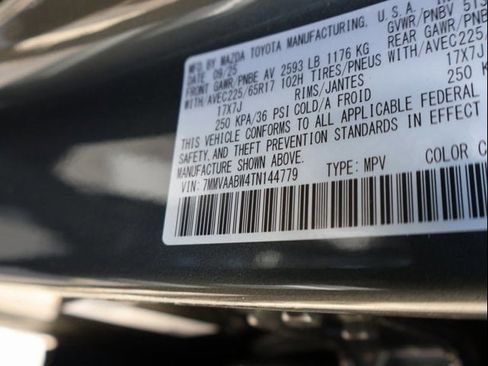 MFD. BY MAZDA TOYOTA MANUFACTURING. U.S.A.
09/25 GVWR/PNBV
FRONT GAWR/PNBE AV 2593 LB 1176 KG REAR GAWR/PNBE
WITH/AVEC225/65R17 102H TIRES/PNEUS WITH/AVEC225
17X7J RIMS/JANTES 17X7J
250 KPA/36 PSI COLD/A FROID 250 K
THIS VEHICLE CONFORMS TO ALL APPLICABLE FEDERAL
SAFETY, AND THEFT PREVENTION STANDARDS IN EFFECT
MANUFACTURE SHOWN ABOVE.
VIN: 7MMVAABW4TN144779 TYPE: MPV COLOR